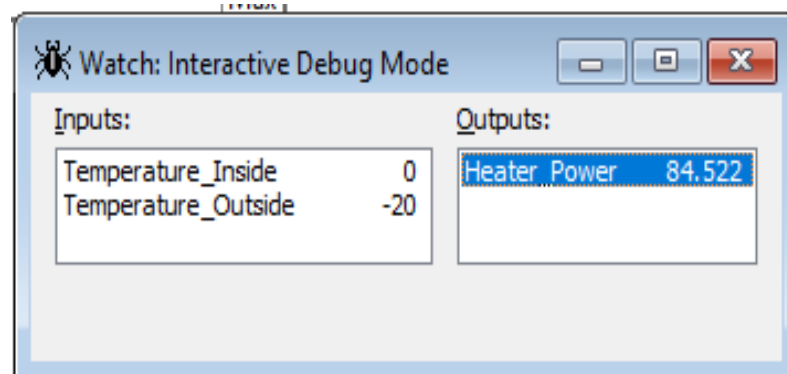 Watch: Interactive Debug Mode
Inputs:
Outputs:
Temperature_Inside 0
Temperature_Outside -20
Heater_Power 84.522